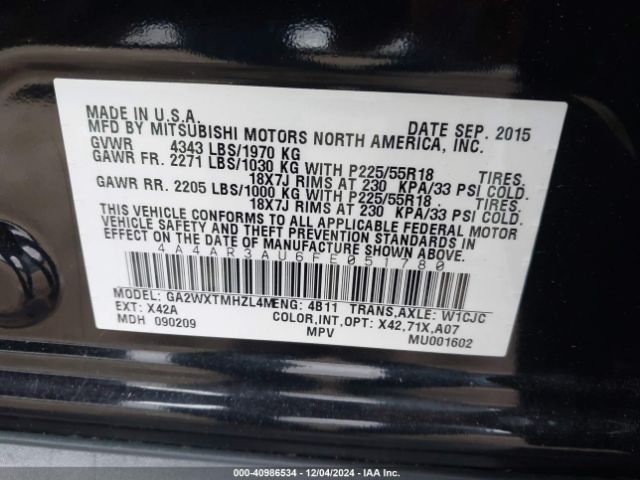 MADE IN U.S.A. DATE SEP. 2015
MFD BY MITSUBISHI MOTORS NORTH AMERICA, INC.
GVWR 4343 LBS/1970 KG
GAWR FR. 2271 LBS/1030 KG WITH P225/55R18 TIRES,
18X7J RIMS AT 230 KPA/33 PSI COLD.
GAWR RR. 2205 LBS/1000 KG WITH P225/55R18 TIRES,
18X7J RIMS AT 230 KPA/33 PSI COLD.
THIS VEHICLE CONFORMS TO ALL APPLICABLE FEDERAL MOTOR
VEHICLE SAFETY AND THEFT PREVENTION STANDARDS IN
EFFECT ON THE DATE OF MANUFACTURE SHOWN ABOVE.
4A4AR3AU6FE051780
MODEL: GA2WXTMHZL4M ENG: 4B11 TRANS,AXLE: W1CJC
EXT: X42A COLOR,INT,OPT: X42,71X,A07
MDH 090209 MPV MU001602
000-40986534 - 12/04/2024 - IAA Inc.